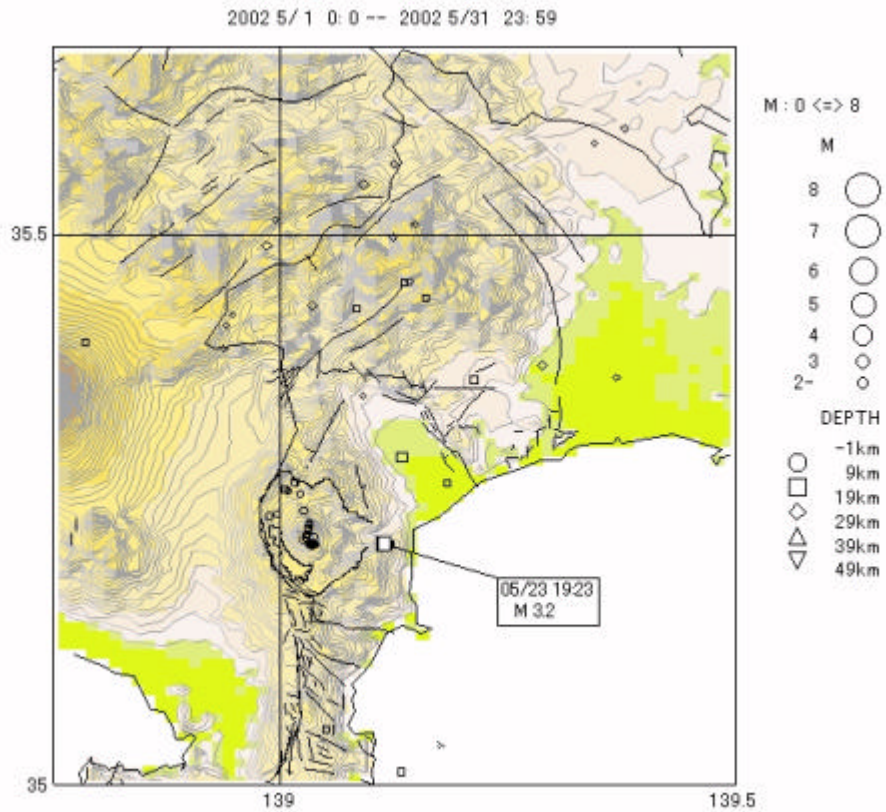 2002 5/ 1 0: 0 -- 2002 5/31 23: 59
M : 0 <=> 8
M
8
7
6
5
4
3
2-
DEPTH
-1km
9km
19km
29km
39km
49km
35.5
05/23 19:23
M 3.2
35
139
139.5